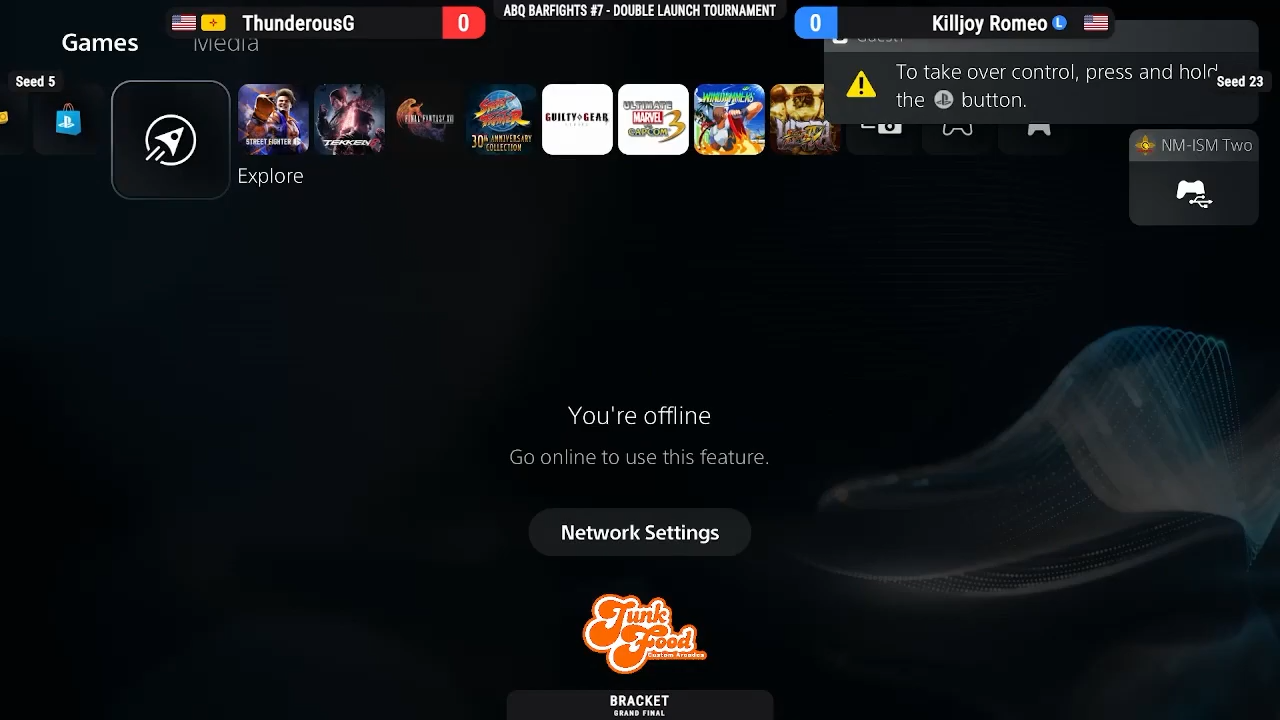 ThunderousG
0
ABQ BARFIGHTS #7 - DOUBLE LAUNCH TOURNAMENT
0
Killjoy Romeo L
Games
Media
Seed 5
To take over control, press and hold
the button.
Seed 23
STREET FIGHTER 6
TEKKEN
FINAL FANTASY XVI
STREET FIGHTER
30TH ANNIVERSARY
COLLECTION
GUILTY GEAR
ULTIMATE
MARVEL
VS
CAPCOM 3
WINDJAMMERS
NM-ISM Two
Explore
You're offline
Go online to use this feature.
Network Settings
Junk
Food
Custom Arcades
BRACKET
GRAND FINAL